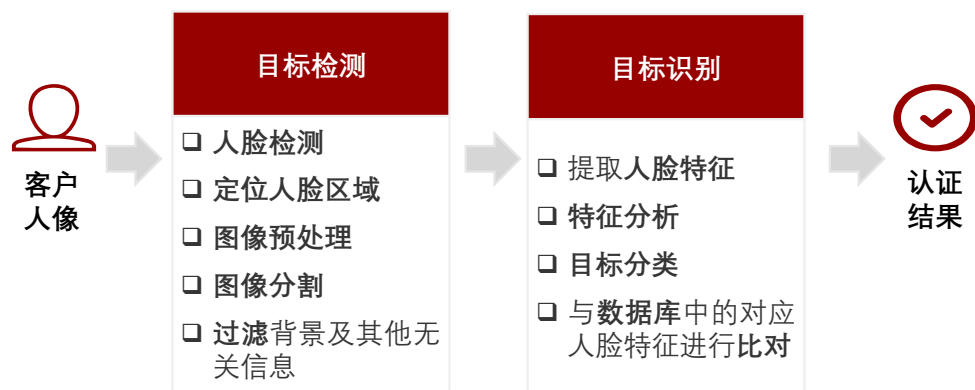 客户
人像
目标检测
人脸检测
定位人脸区域
图像预处理
图像分割
过滤背景及其他无
关信息
目标识别
提取人脸特征
特征分析
目标分类
与数据库中的对应
人脸特征进行比对
认证
结果